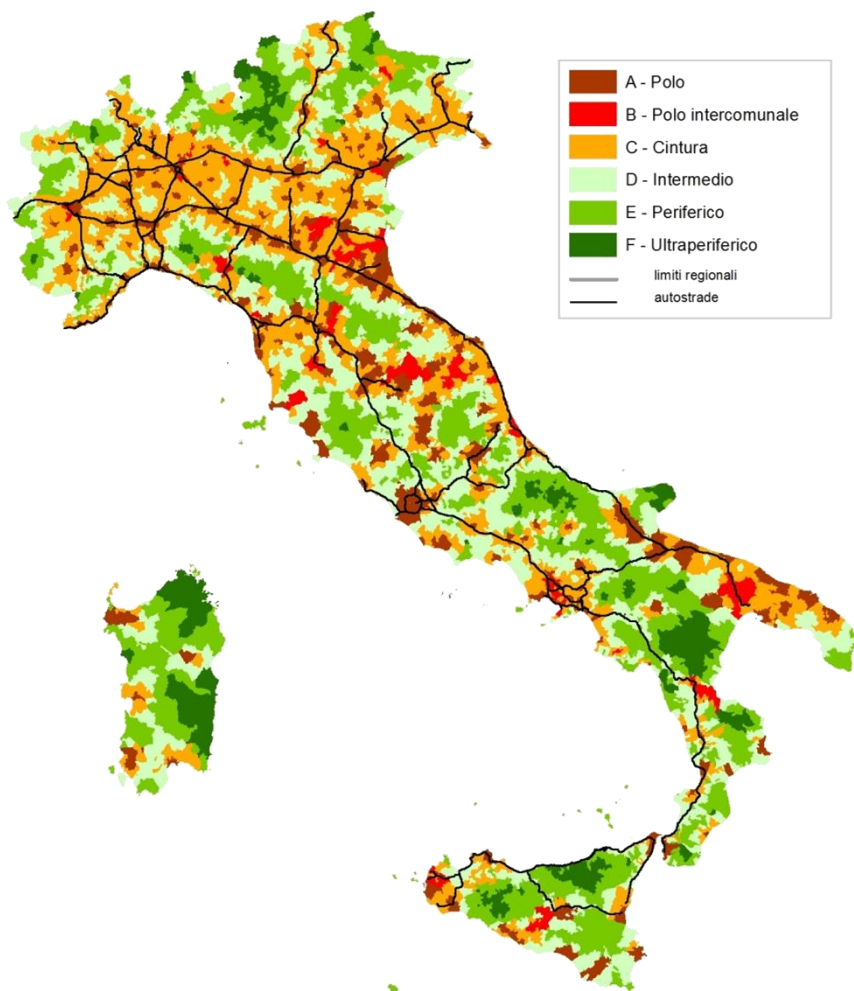 A - Polo
B - Polo intercomunale
C - Cintura
D - Intermedio
E - Periferico
F - Ultraperiferico
limiti regionali
autostrade